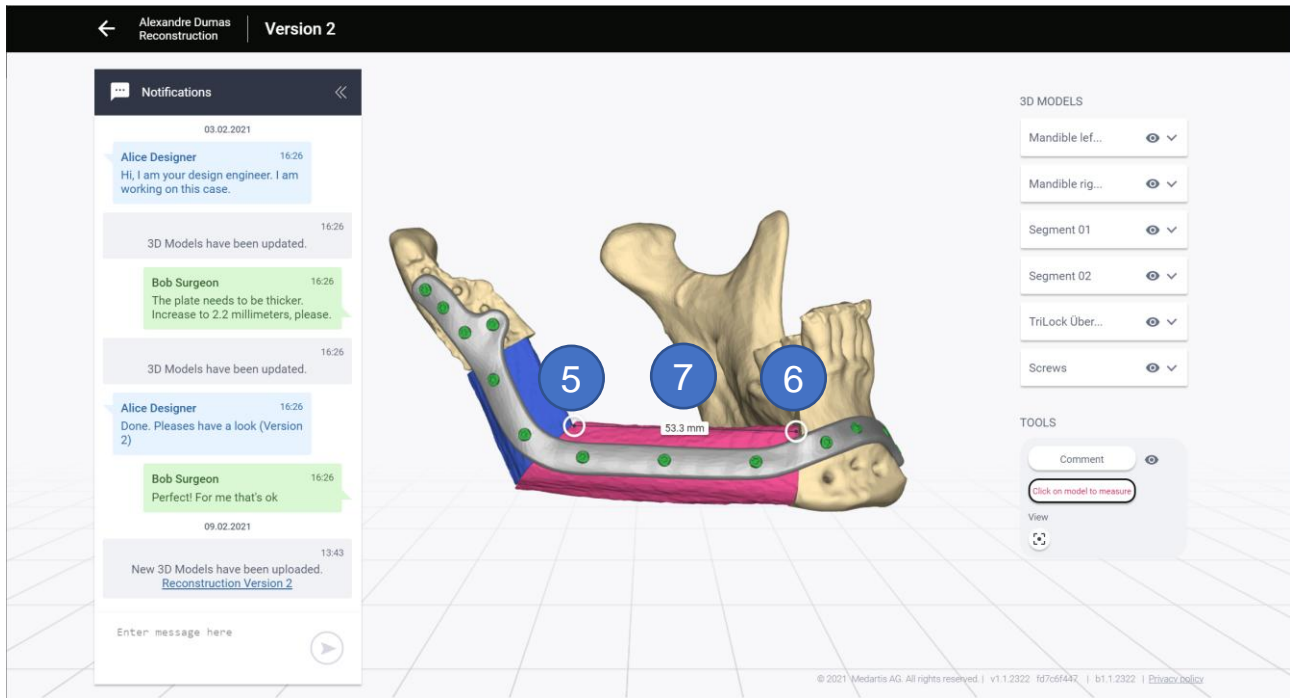 Alexandre Dumas
Reconstruction
Version 2
Notifications
03.02.2021
Alice Designer 16:26
Hi, I am your design engineer. I am
working on this case.
16:26
3D Models have been updated.
Bob Surgeon 16:26
The plate needs to be thicker.
Increase to 2.2 millimeters, please.
16:26
3D Models have been updated.
Alice Designer 16:26
Done. Pleases have a look (Version
2)
Bob Surgeon 16:26
Perfect! For me that's ok
09.02.2021
13:43
New 3D Models have been uploaded.
Reconstruction Version 2
Enter message here
5
7
6
53.3 mm
3D MODELS
Mandible lef...
Mandible rig...
Segment 01
Segment 02
TriLock Über...
Screws
TOOLS
Comment
Click on model to measure
View
© 2021 Medartis AG. All rights reserved. | v1.1.2322 fd7c6f447 | b1.1.2322 | Privacy policy